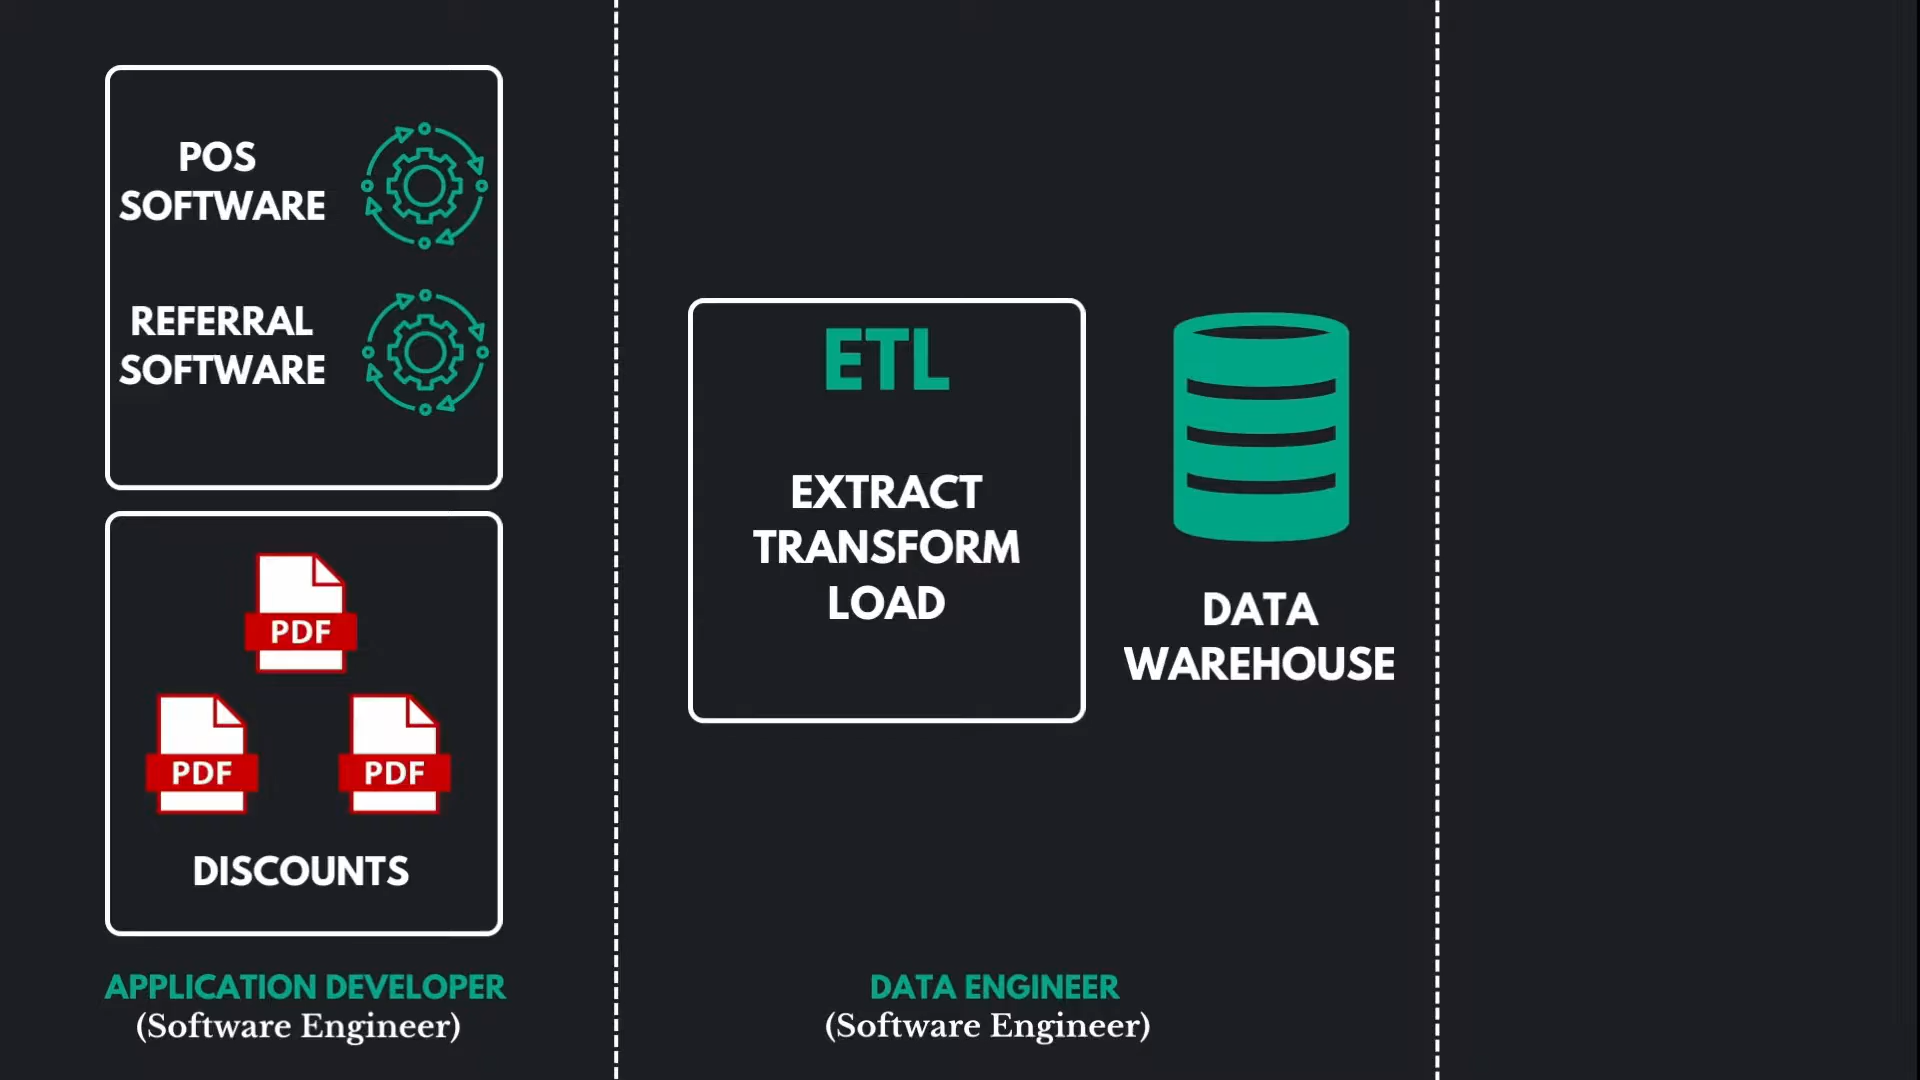 POS
SOFTWARE
REFERRAL
SOFTWARE
PDF
PDF
PDF
DISCOUNTS
APPLICATION DEVELOPER
(Software Engineer)
ETL
EXTRACT
TRANSFORM
LOAD
DATA
WAREHOUSE
DATA ENGINEER
(Software Engineer)